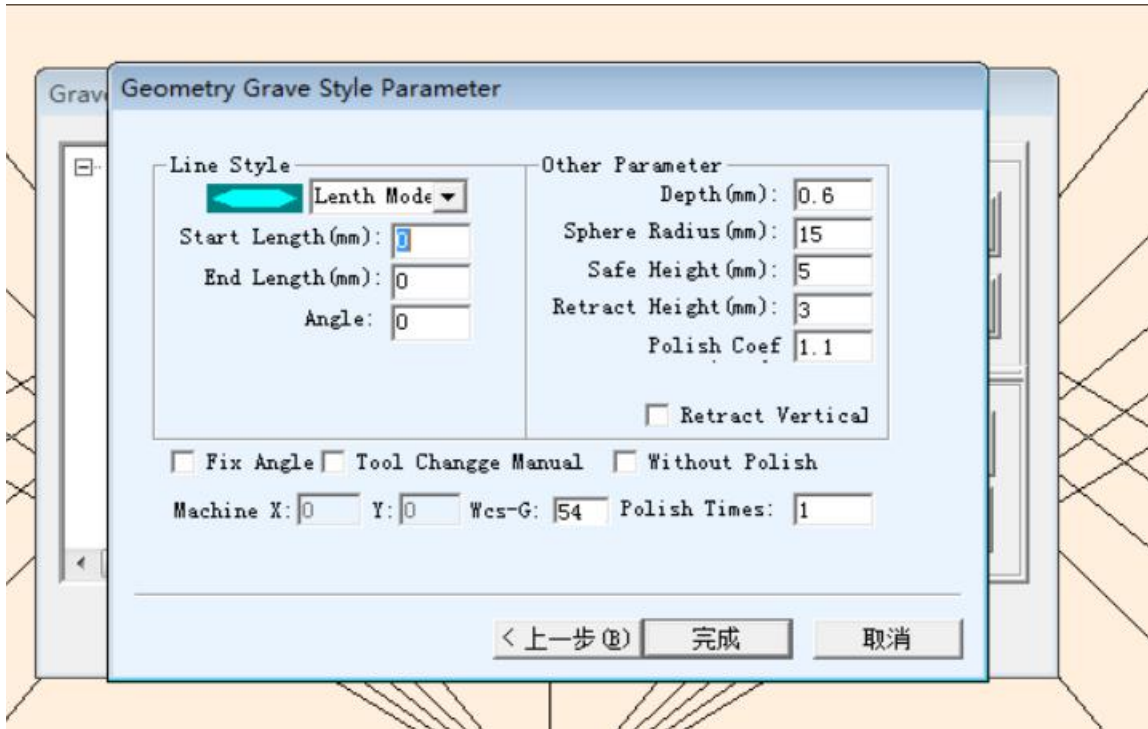 Grav
Geometry Grave Style Parameter
Line Style
Lenth Mode
Start Length(mm): 0
End Length(mm): 0
Angle: 0
Other Parameter
Depth(mm): 0.6
Sphere Radius(mm): 15
Safe Height(mm): 5
Retract Height(mm): 3
Polish Coef 1.1
Retract Vertical
Fix Angle Tool Changge Manual Without Polish
Machine X: 0 Y: 0 Wcs-G: 54 Polish Times: 1
< 上一步(B) 完成 取消